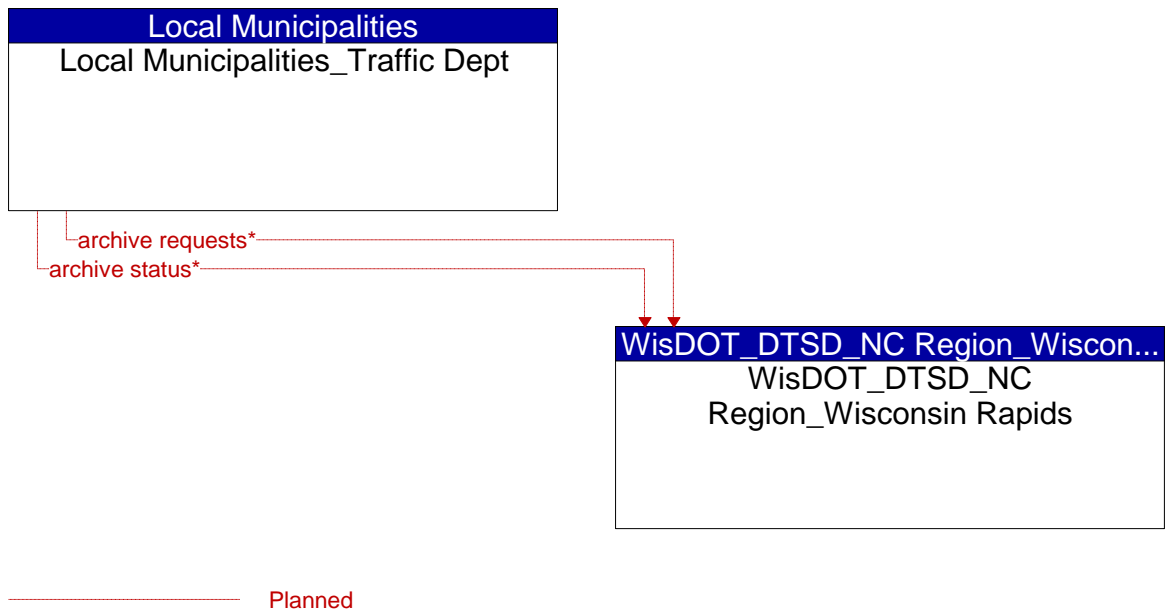 Local Municipalities
Local Municipalities_Traffic Dept
archive requests*
archive status*
WisDOT_DTSD_NC Region_Wiscon...
WisDOT_DTSD_NC
Region_Wisconsin Rapids
Planned